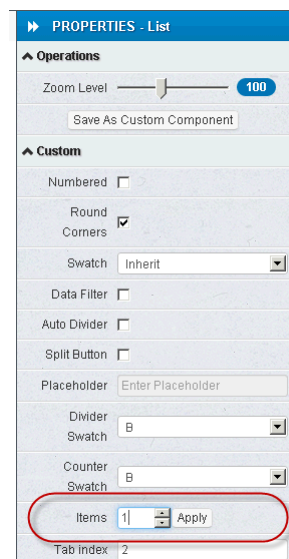 PROPERTIES - List
Operations
Zoom Level 100
Save As Custom Component
Custom
Numbered
Round
Corners
Swatch Inherit
Data Filter
Auto Divider
Split Button
Placeholder Enter Placeholder
Divider
Swatch B
Counter
Swatch B
Items 1 Apply
Tab index 2